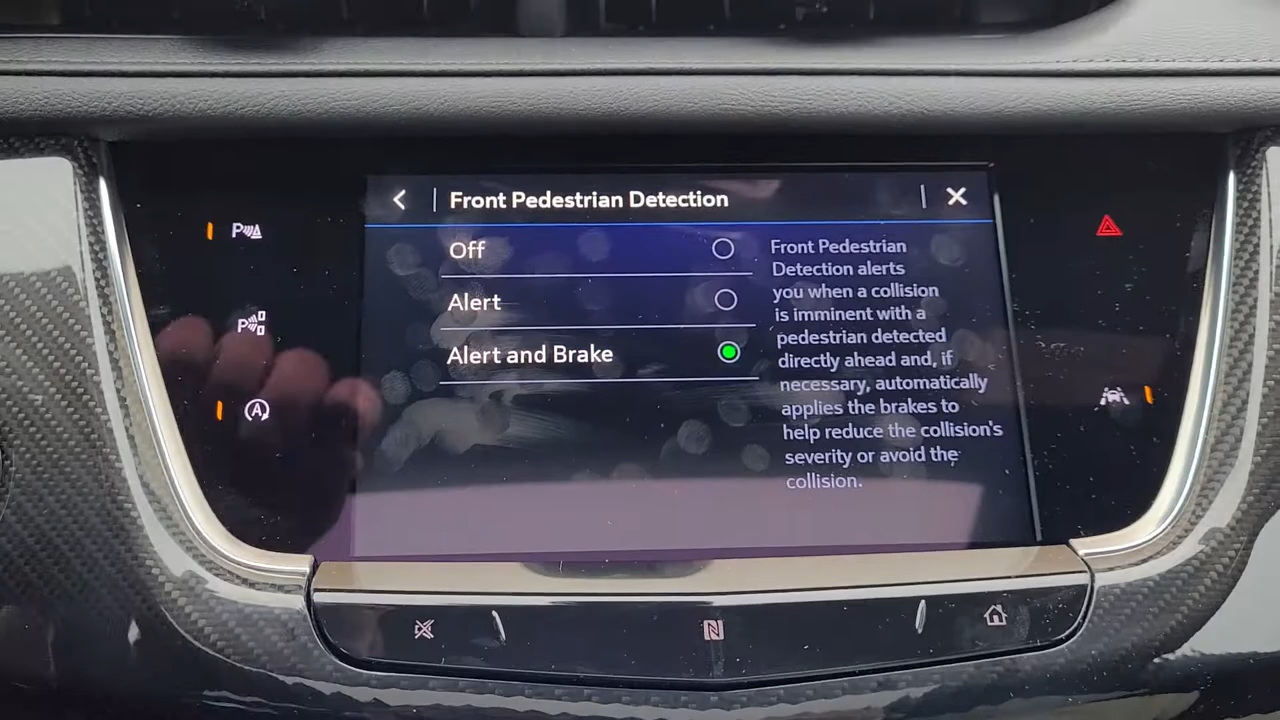 Front Pedestrian Detection
Off
Alert
Alert and Brake
Front Pedestrian
Detection alerts
you when a collision
is imminent with a
pedestrian detected
directly ahead and, if
necessary, automatically
applies the brakes to
help reduce the collision's
severity or avoid the
collision.
P
P
A
N